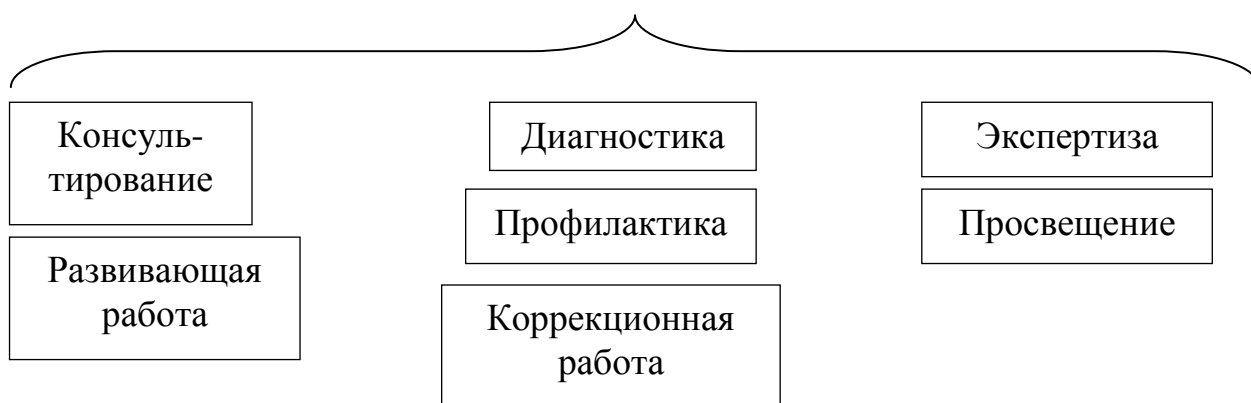 Консуль-
тирование
Развивающая
работа
Диагностика
Профилактика
Коррекционная
работа
Экспертиза
Просвещение